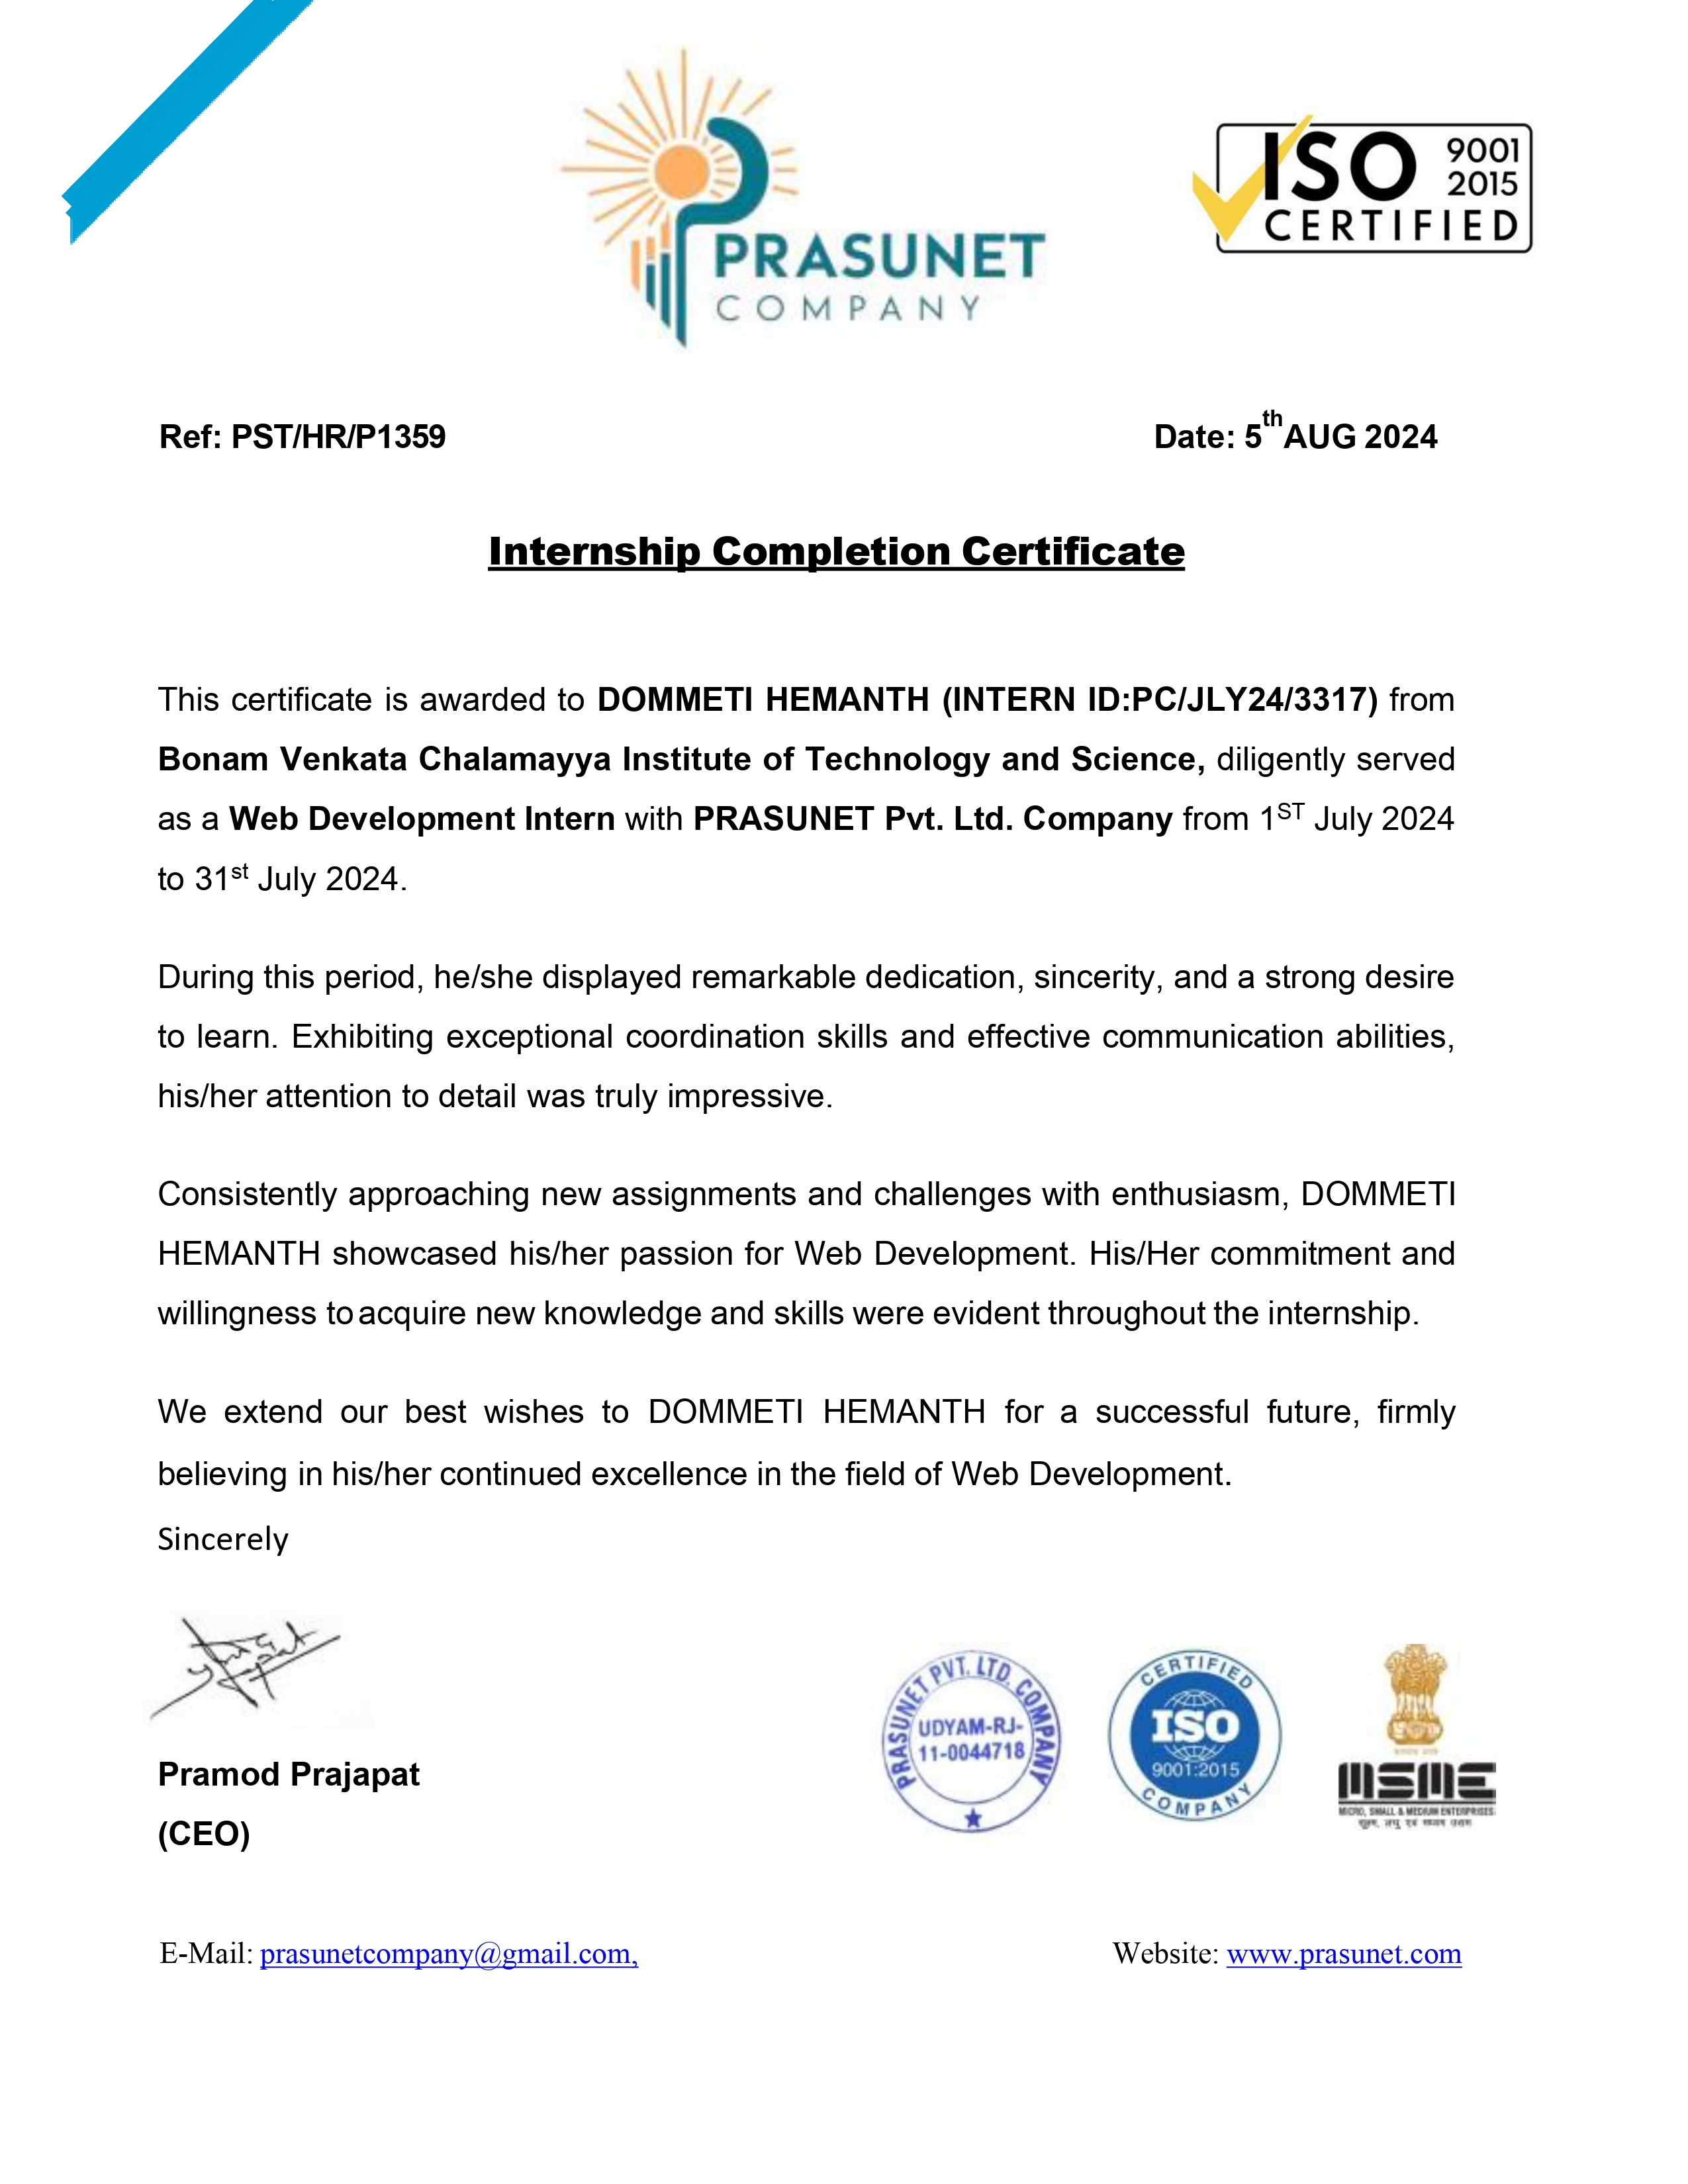 PRASUNET
COMPANY
ISO 9001
2015
CERTIFIED
Ref: PST/HR/P1359
Date: 5th AUG 2024
Internship Completion Certificate
This certificate is awarded to DOMMETI HEMANTH (INTERN ID:PC/JLY24/3317) from
Bonam Venkata Chalamayya Institute of Technology and Science, diligently served
as a Web Development Intern with PRASUNET Pvt. Ltd. Company from 1ST July 2024
to 31st July 2024.
During this period, he/she displayed remarkable dedication, sincerity, and a strong desire
to learn. Exhibiting exceptional coordination skills and effective communication abilities,
his/her attention to detail was truly impressive.
Consistently approaching new assignments and challenges with enthusiasm, DOMMETI
HEMANTH showcased his/her passion for Web Development. His/Her commitment and
willingness to acquire new knowledge and skills were evident throughout the internship.
We extend our best wishes to DOMMETI HEMANTH for a successful future, firmly
believing in his/her continued excellence in the field of Web Development.
Sincerely
Pramod Prajapat
(CEO)
PRASUNET PVT. LTD. COMPANY
UDYAM-RJ-
11-0044718
CERTIFIED
ISO
9001:2015
COMPANY
MSME
MICRO, SMALL & MEDIUM ENTERPRISES
सूक्ष्म, लघु एवं मध्यम उद्यम
E-Mail: prasunetcompany@gmail.com,
Website: www.prasunet.com